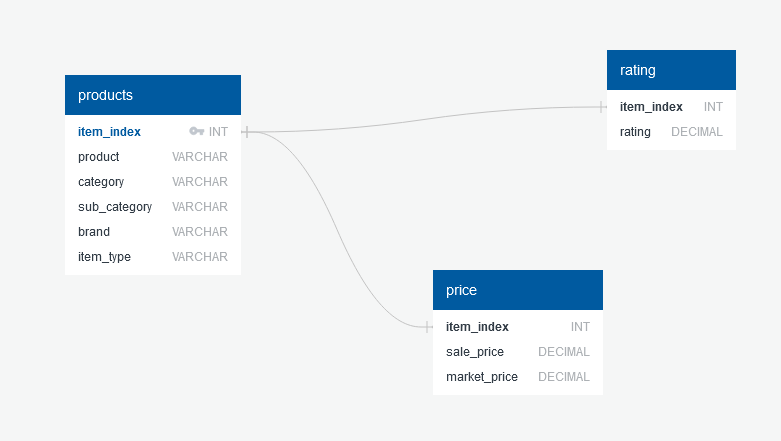 products
item_index INT
product VARCHAR
category VARCHAR
sub_category VARCHAR
brand VARCHAR
item_type VARCHAR
rating
item_index INT
rating DECIMAL
price
item_index INT
sale_price DECIMAL
market_price DECIMAL